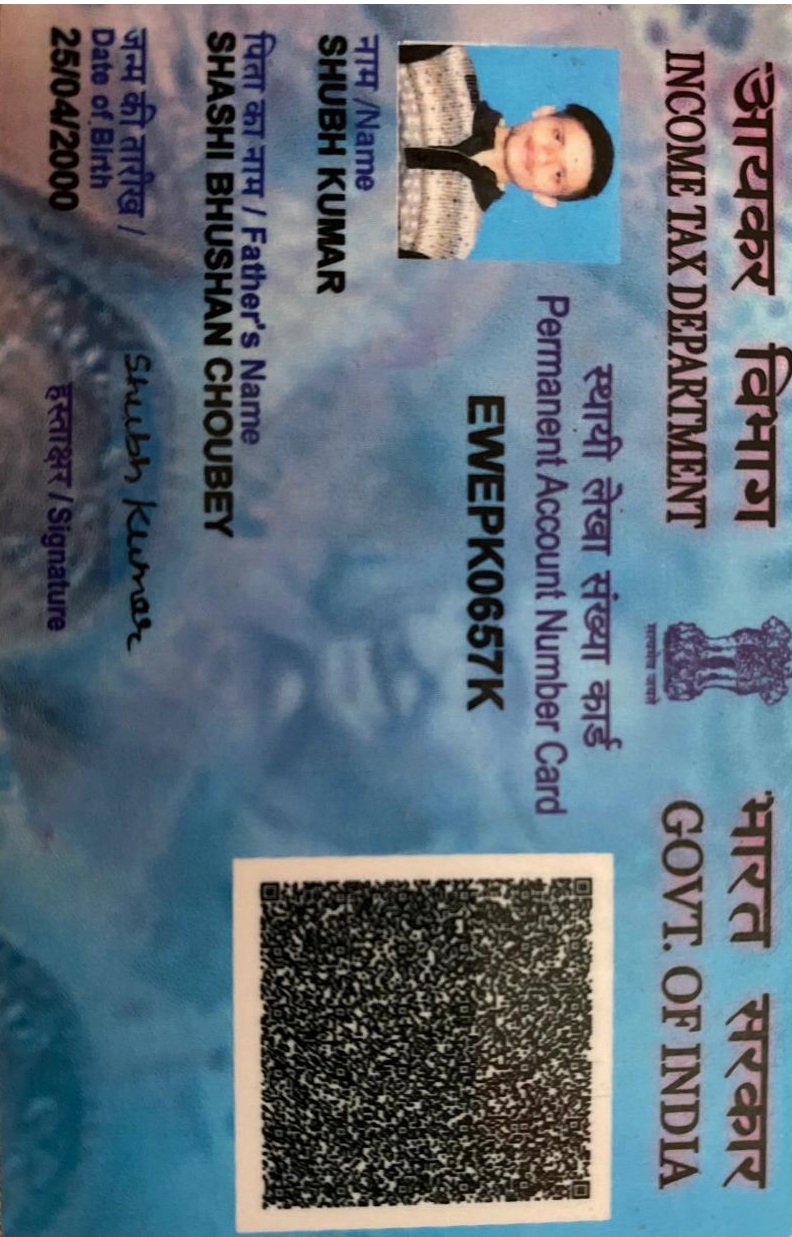 आयकर विभाग
INCOME TAX DEPARTMENT
सत्यमेव जयते
भारत सरकार
GOVT. OF INDIA
स्थायी लेखा संख्या कार्ड
Permanent Account Number Card
EWEPK0657K
नाम /Name
SHUBH KUMAR
पिता का नाम / Father's Name
SHASHI BHUSHAN CHOUBEY
जन्म की तारीख /
Date of Birth
25/04/2000
Shubh Kumar
हस्ताक्षर / Signature